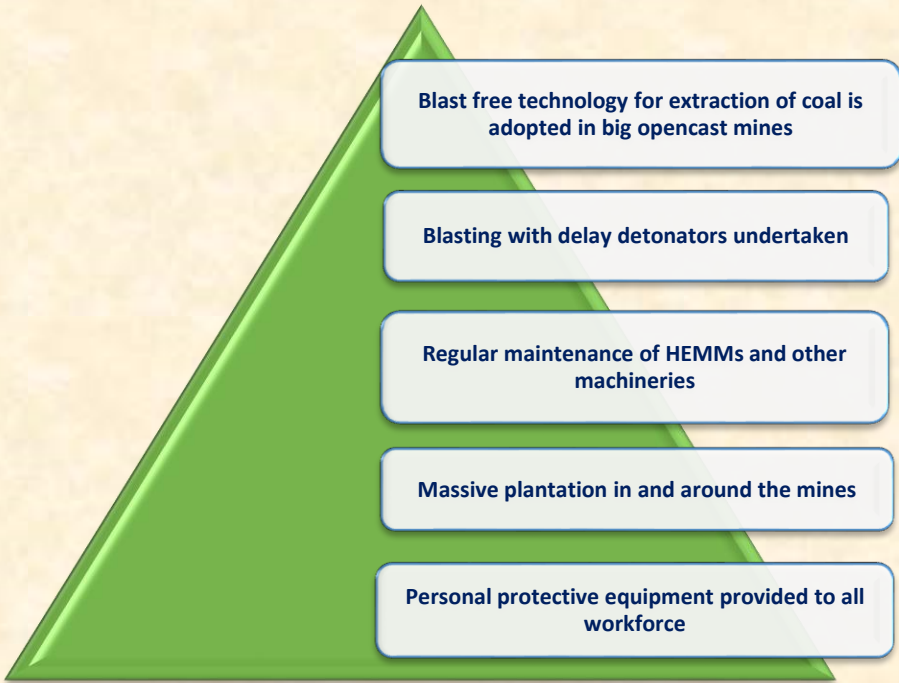 Blast free technology for extraction of coal is
adopted in big opencast mines
Blasting with delay detonators undertaken
Regular maintenance of HEMMs and other
machineries
Massive plantation in and around the mines
Personal protective equipment provided to all
workforce